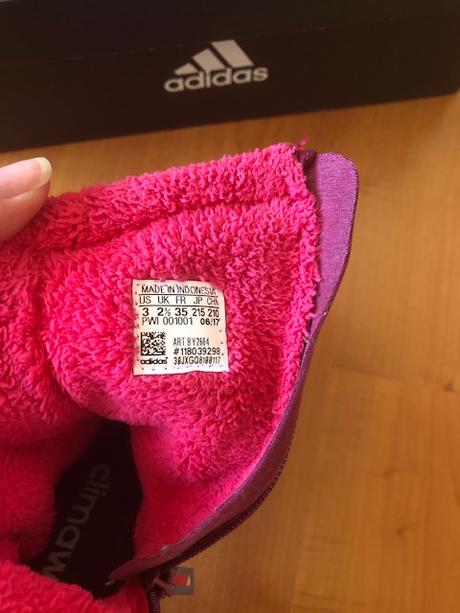 adidas
MADE IN INDONESIA
US UK FR JP CHN
3 2½ 35 215 210
PWI 001001 06/17
ART BY2604
#118039298
adidas
climaw